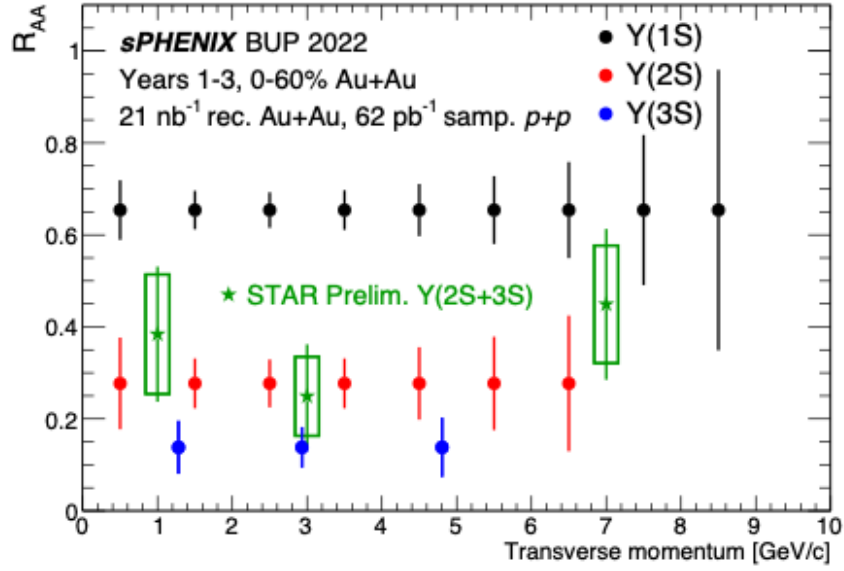 R_AA
1
0.8
0.6
0.4
0.2
0
sPHENIX BUP 2022
Years 1-3, 0-60% Au+Au
21 nb⁻¹ rec. Au+Au, 62 pb⁻¹ samp. p+p
Y(1S)
Y(2S)
Y(3S)
STAR Prelim. Y(2S+3S)
0 1 2 3 4 5 6 7 8 9 10
Transverse momentum [GeV/c]